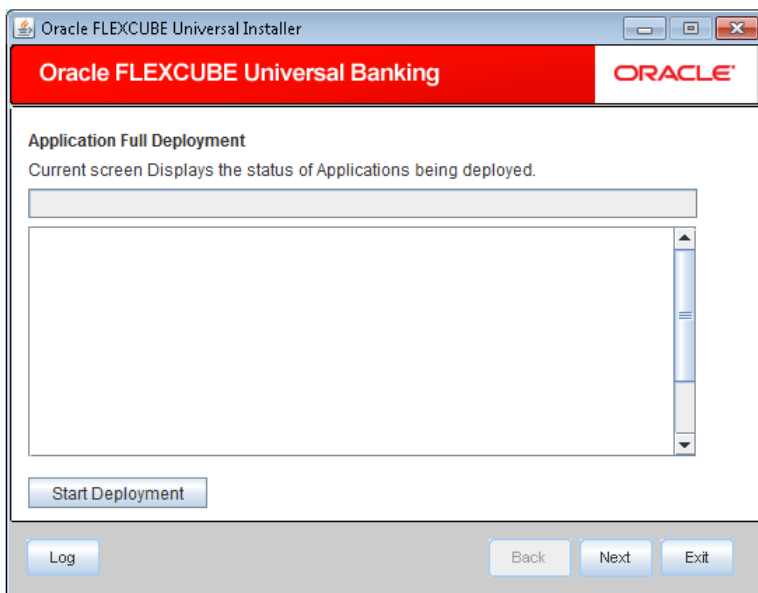 Oracle FLEXCUBE Universal Installer
Oracle FLEXCUBE Universal Banking
ORACLE
Application Full Deployment
Current screen Displays the status of Applications being deployed.
Start Deployment
Log
Back
Next
Exit